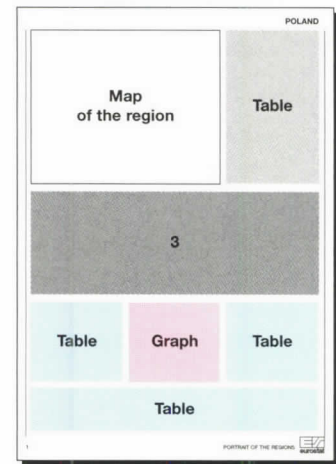 POLAND
Map
of the region
Table
3
Table
Graph
Table
Table
1
PORTRAIT OF THE REGIONS
eurostat